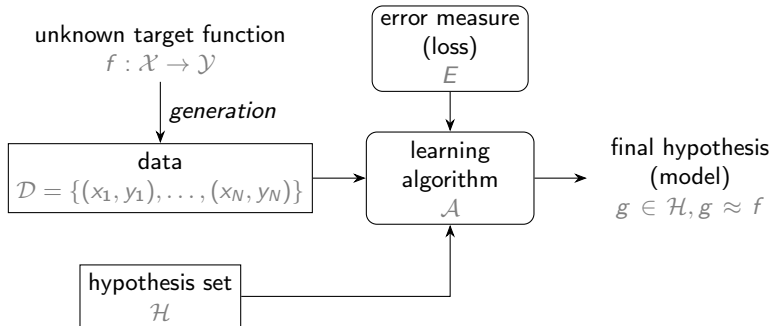 unknown target function
f : 𝒳 → 𝒴
generation
data
𝒟 = {(x₁, y₁), . . . , (x_N, y_N)}
error measure
(loss)
E
learning
algorithm
𝒜
final hypothesis
(model)
g ∈ ℋ, g ≈ f
hypothesis set
ℋ